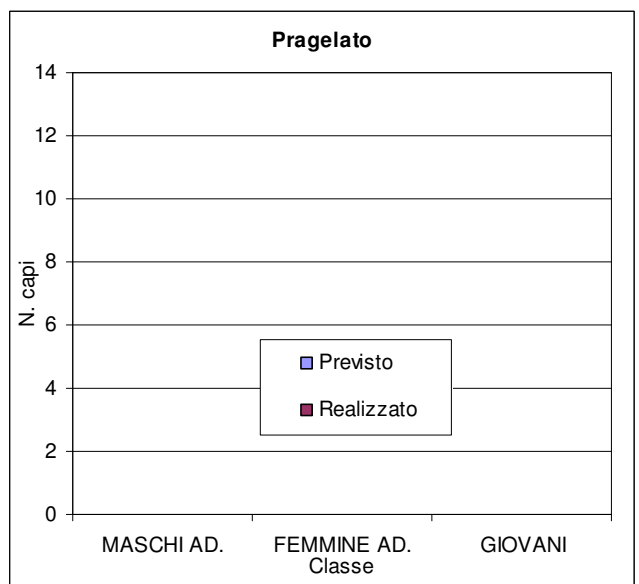 Pragelato
14
12
10
8
6
4
2
0
N. capi
Previsto
Realizzato
MASCHI AD. FEMMINE AD. GIOVANI
Classe